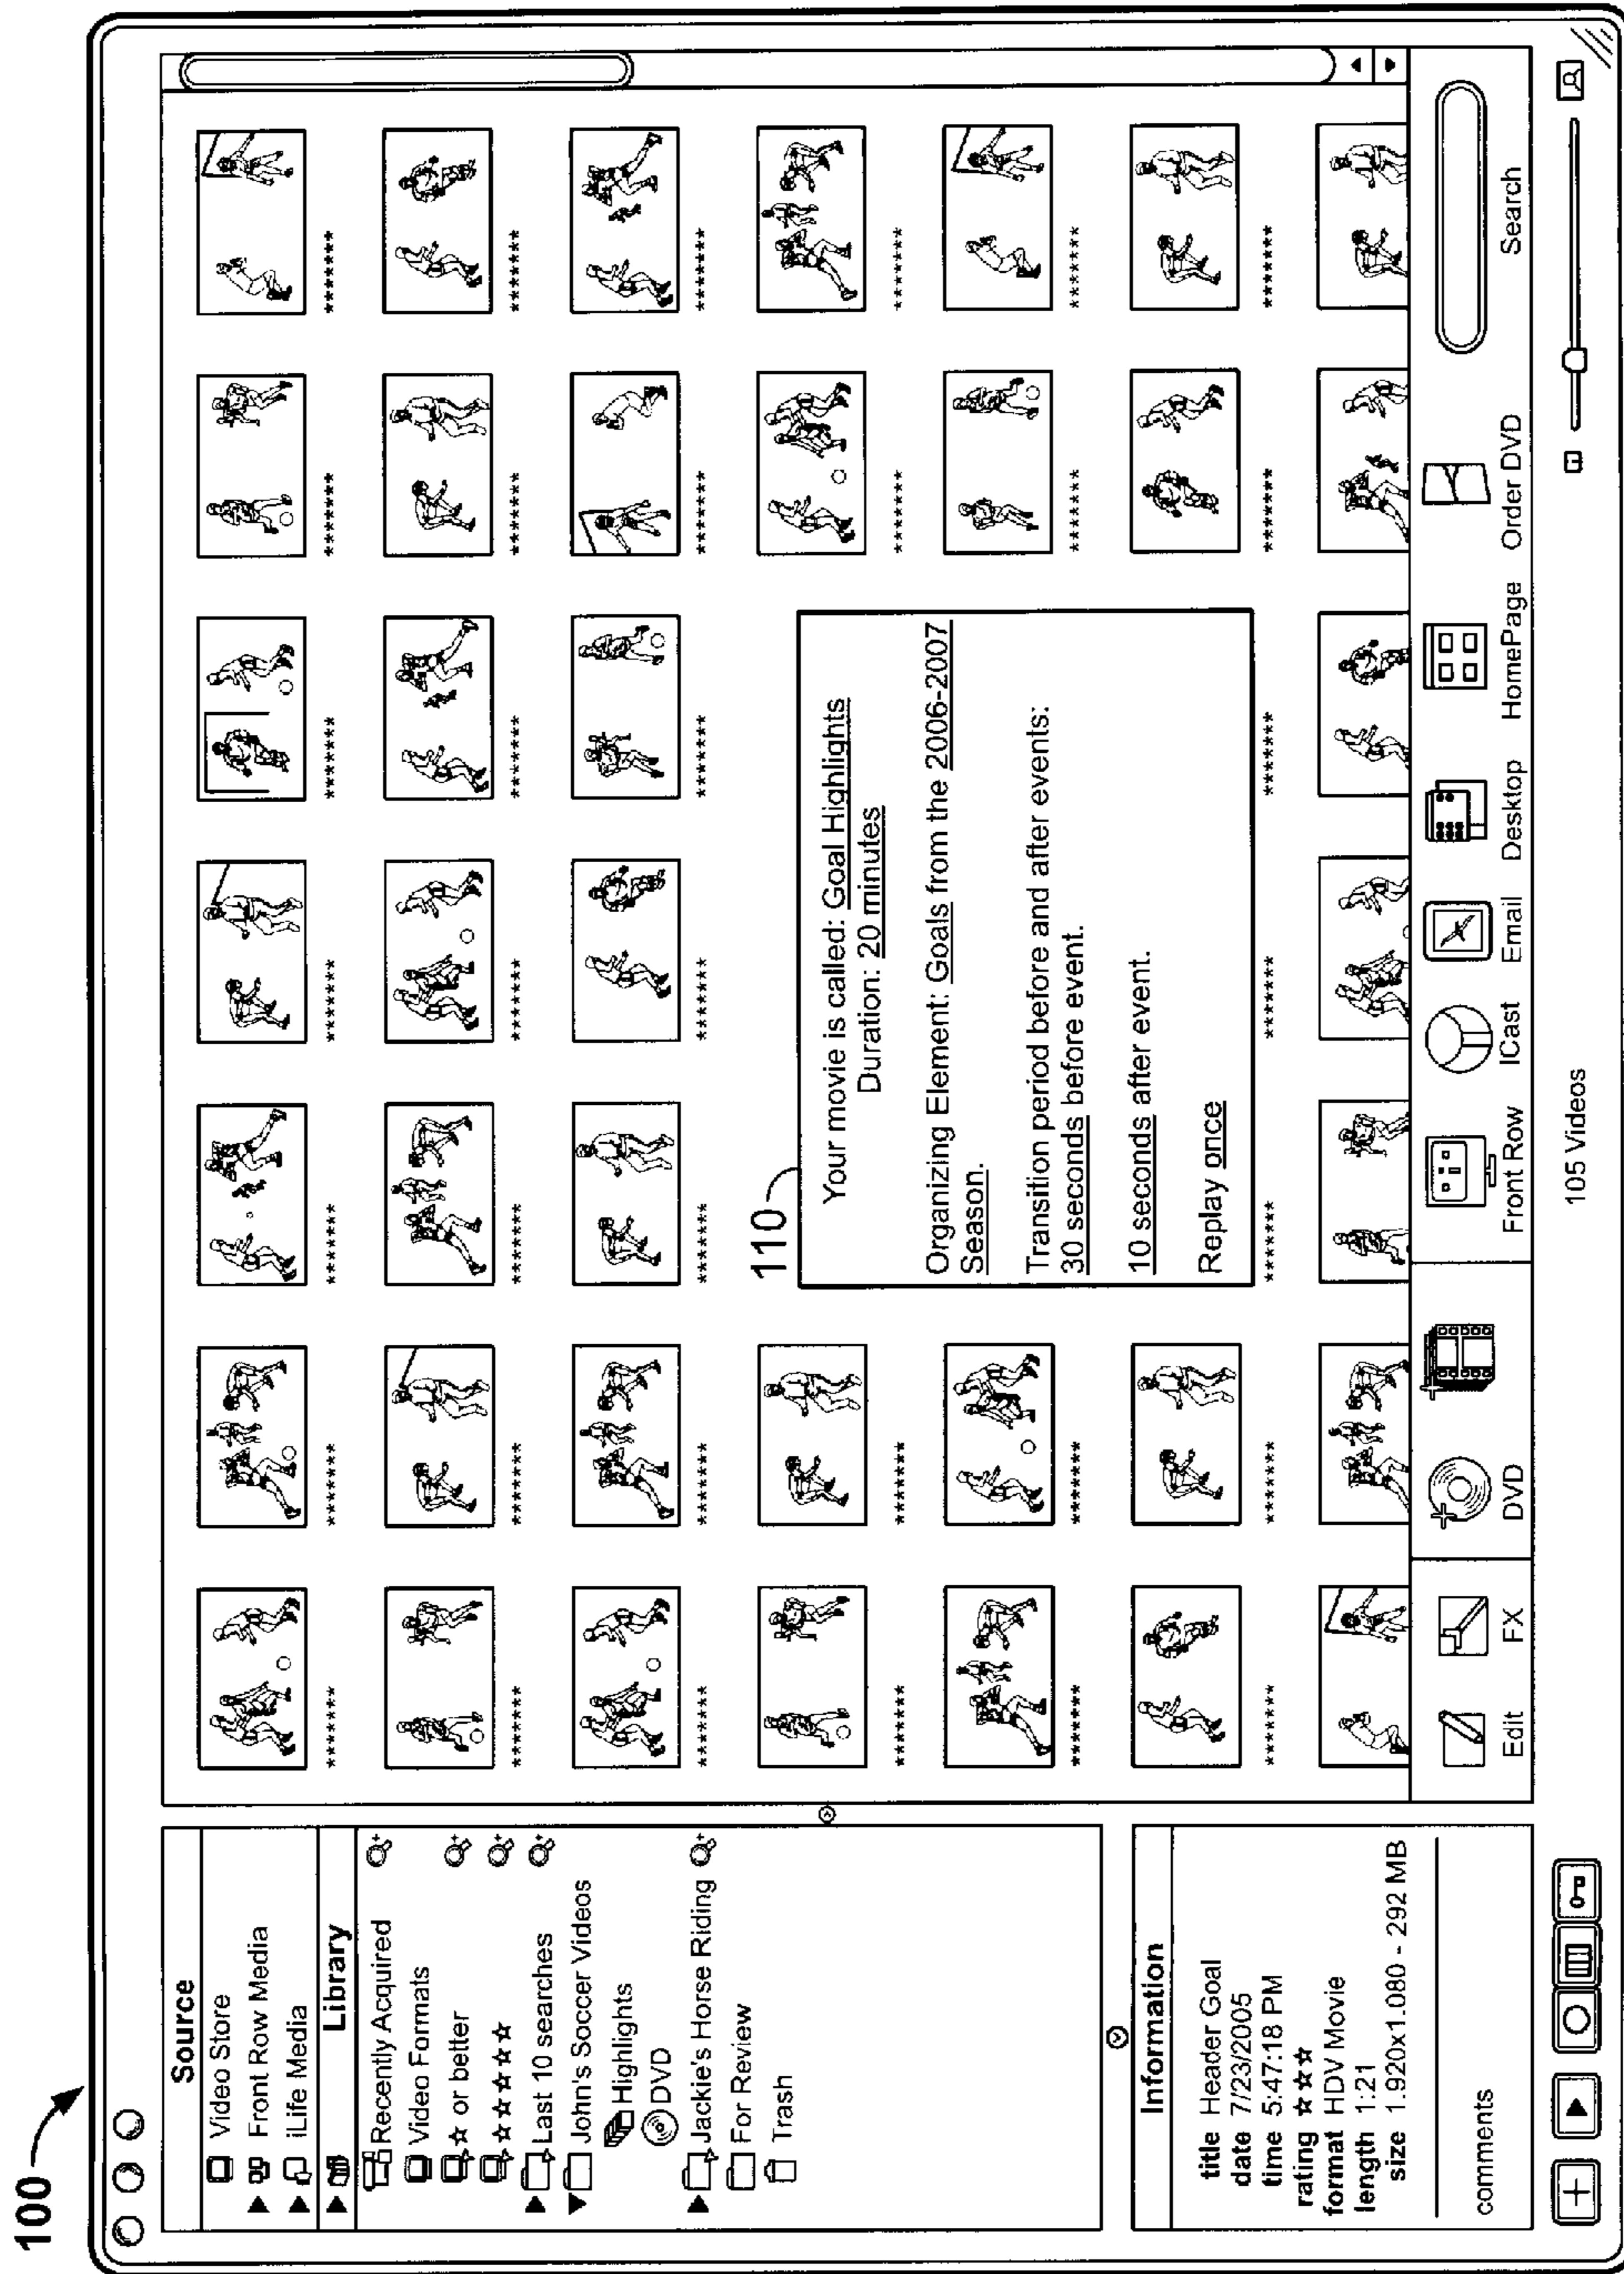 100
Source
Video Store
Front Row Media
iLife Media
Library
Recently Acquired
Video Formats
☆ or better
☆☆☆☆☆
Last 10 searches
John's Soccer Videos
Highlights
DVD
Jackie's Horse Riding
For Review
Trash
Information
title Header Goal
date 7/23/2005
time 5:47:18 PM
rating ☆☆☆
format HDV Movie
length 1:21
size 1.920x1.080 - 292 MB
comments
******** ******** ******** ******** ******** ******** ********
******** ******** ******** ******** ******** ******** ********
******** ******** ******** ******** ******** ******** ********
110
Your movie is called: Goal Highlights
Duration: 20 minutes
Organizing Element: Goals from the 2006-2007
Season.
Transition period before and after events:
30 seconds before event.
10 seconds after event.
Replay once
******** ******** ******** ********
******** ******** ******** ********
******** ******** ******** ******** ******** ******** ********
Edit FX DVD Front Row ICast Email Desktop HomePage Order DVD Search
105 Videos